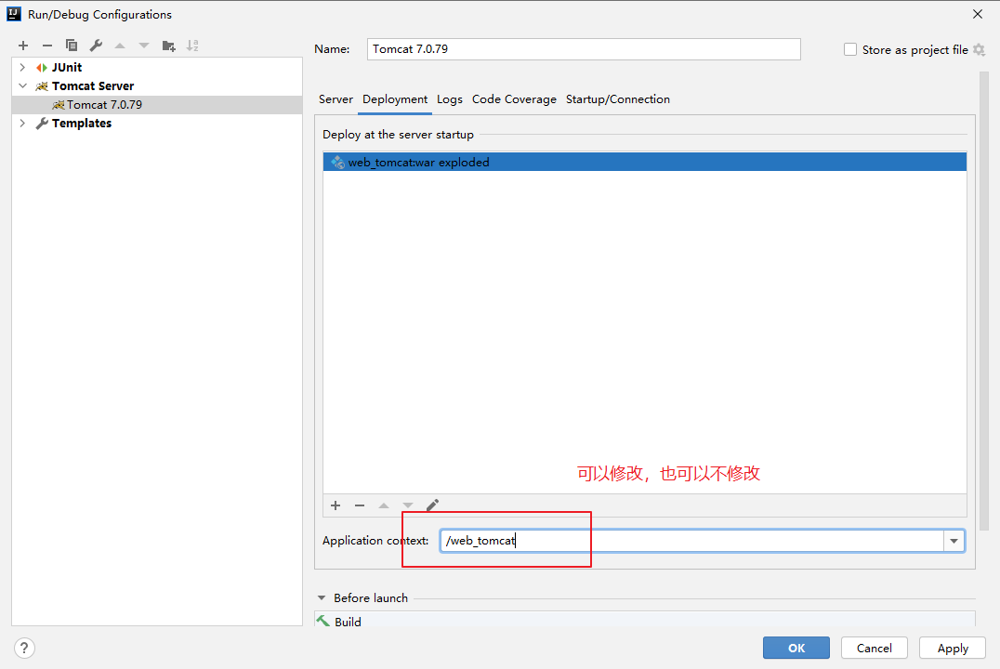 Run/Debug Configurations
JUnit
Tomcat Server
Tomcat 7.0.79
Templates
Name: Tomcat 7.0.79
Store as project file
Server Deployment Logs Code Coverage Startup/Connection
Deploy at the server startup
web_tomcat:war exploded
可以修改，也可以不修改
Application context: /web_tomcat
Before launch
Build
? OK Cancel Apply